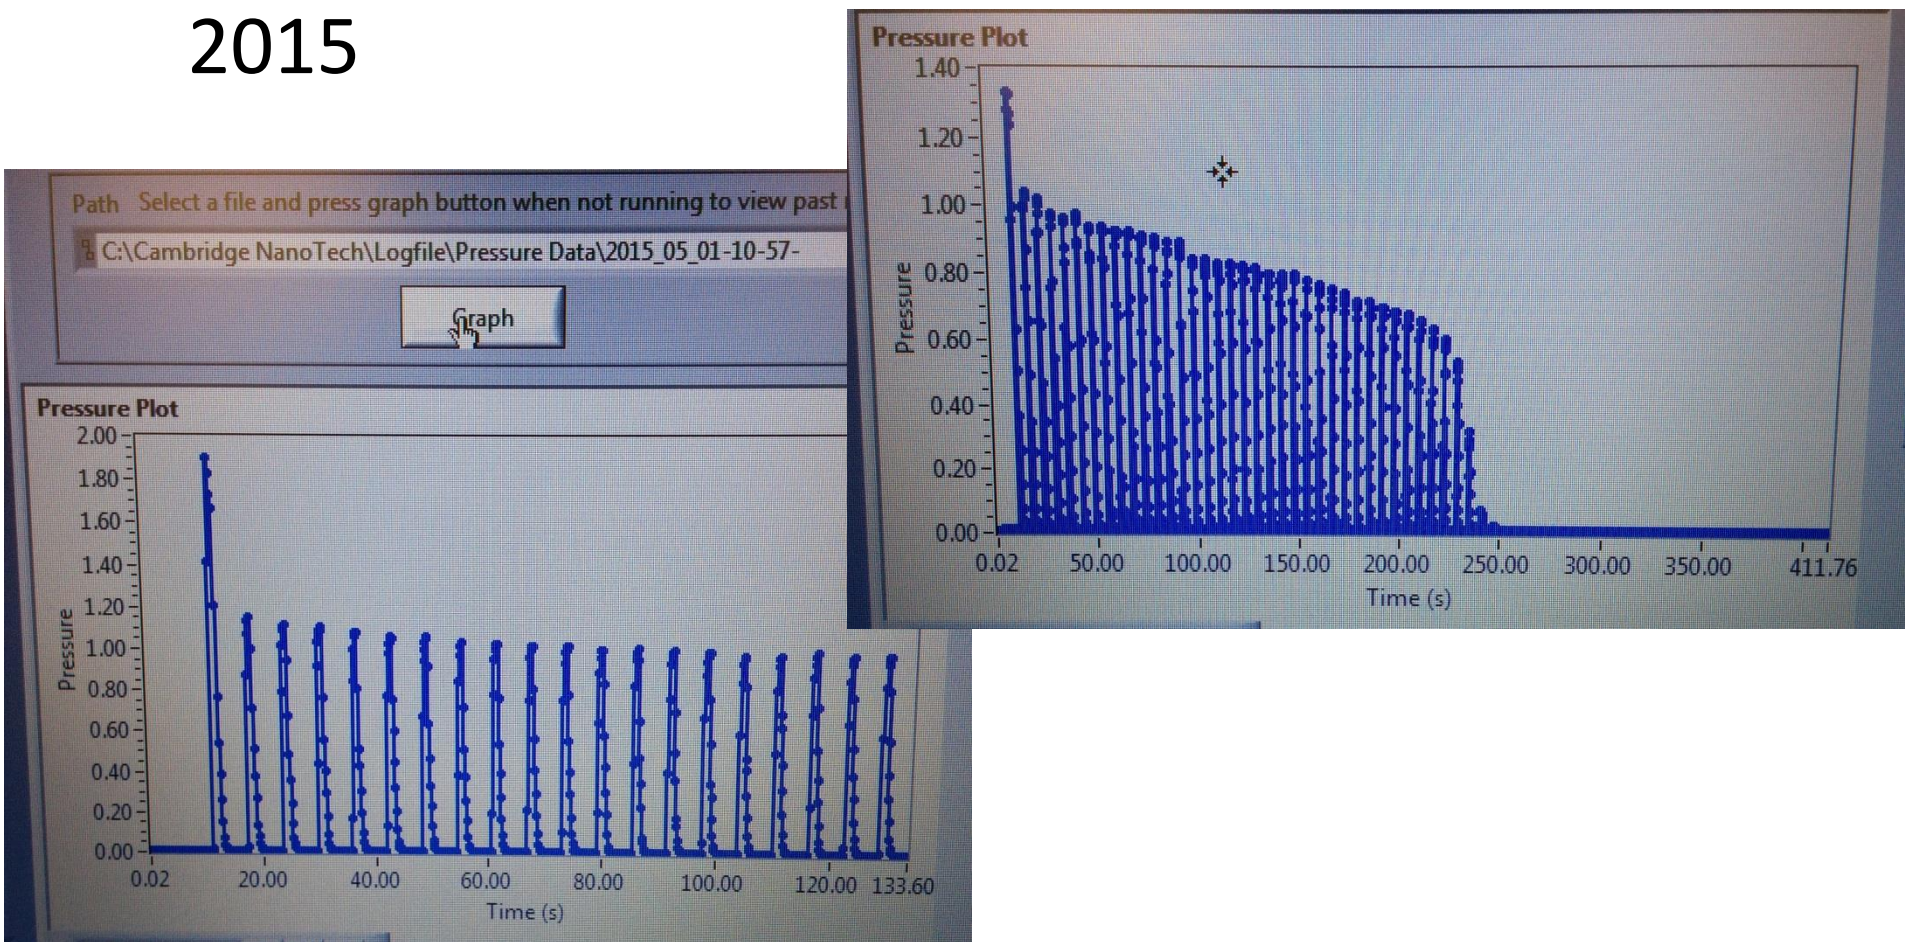 2015
Path Select a file and press graph button when not running to view past
C:\Cambridge NanoTech\Logfile\Pressure Data\2015_05_01-10-57-
Graph
Pressure Plot
2.00
1.80
1.60
1.40
1.20
1.00
0.80
0.60
0.40
0.20
0.00
Pressure
0.02 20.00 40.00 60.00 80.00 100.00 120.00 133.60
Time (s)
Pressure Plot
1.40
1.20
1.00
0.80
0.60
0.40
0.20
0.00
Pressure
0.02 50.00 100.00 150.00 200.00 250.00 300.00 350.00 411.76
Time (s)